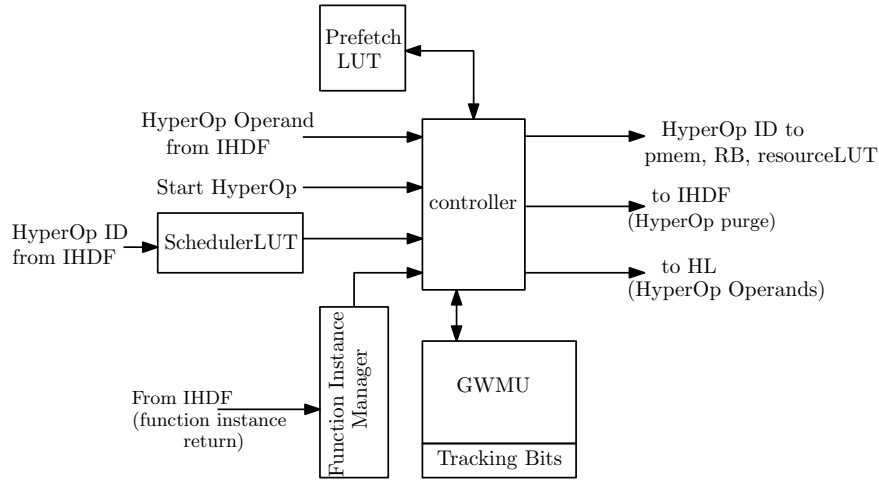 Prefetch
LUT
HyperOp Operand
from IHDF
Start HyperOp
HyperOp ID
from IHDF
SchedulerLUT
controller
HyperOp ID to
pmem, RB, resourceLUT
to IHDF
(HyperOp purge)
to HL
(HyperOp Operands)
Function Instance
Manager
From IHDF
(function instance
return)
GWMU
Tracking Bits